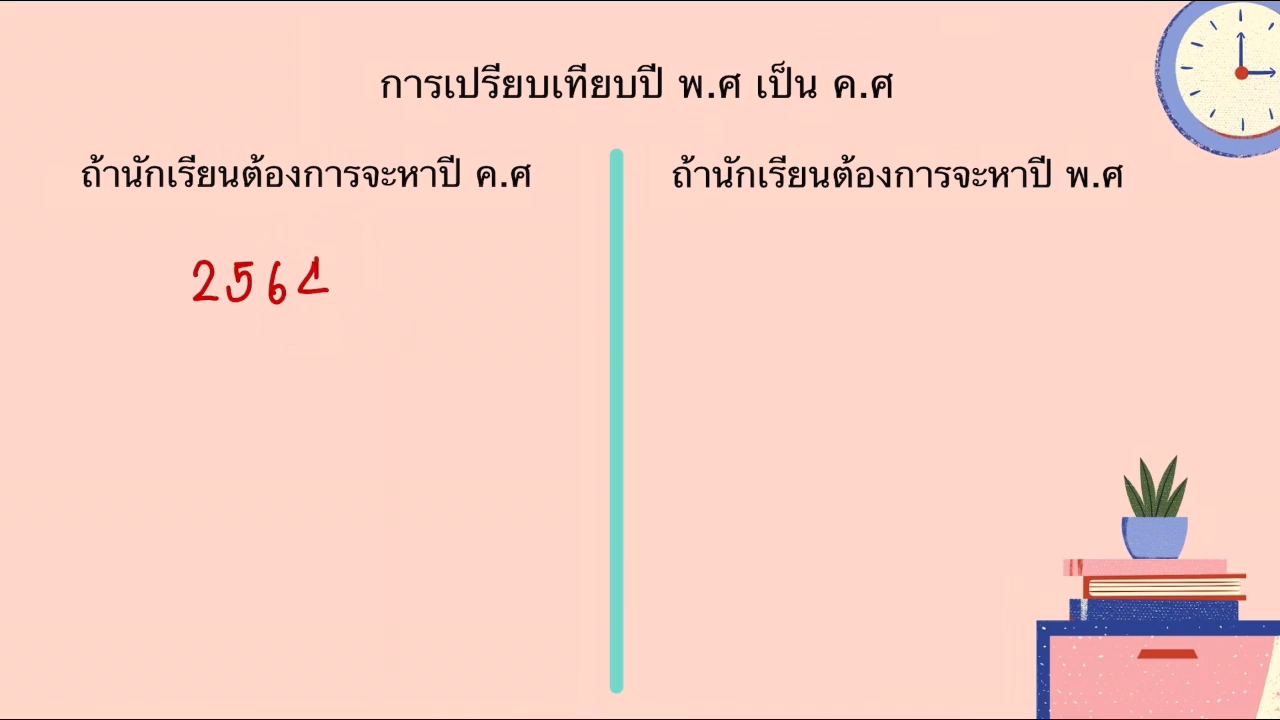 การเปรียบเทียบปี พ.ศ เป็น ค.ศ
ถ้านักเรียนต้องการจะหาปี ค.ศ
ถ้านักเรียนต้องการจะหาปี พ.ศ
2564